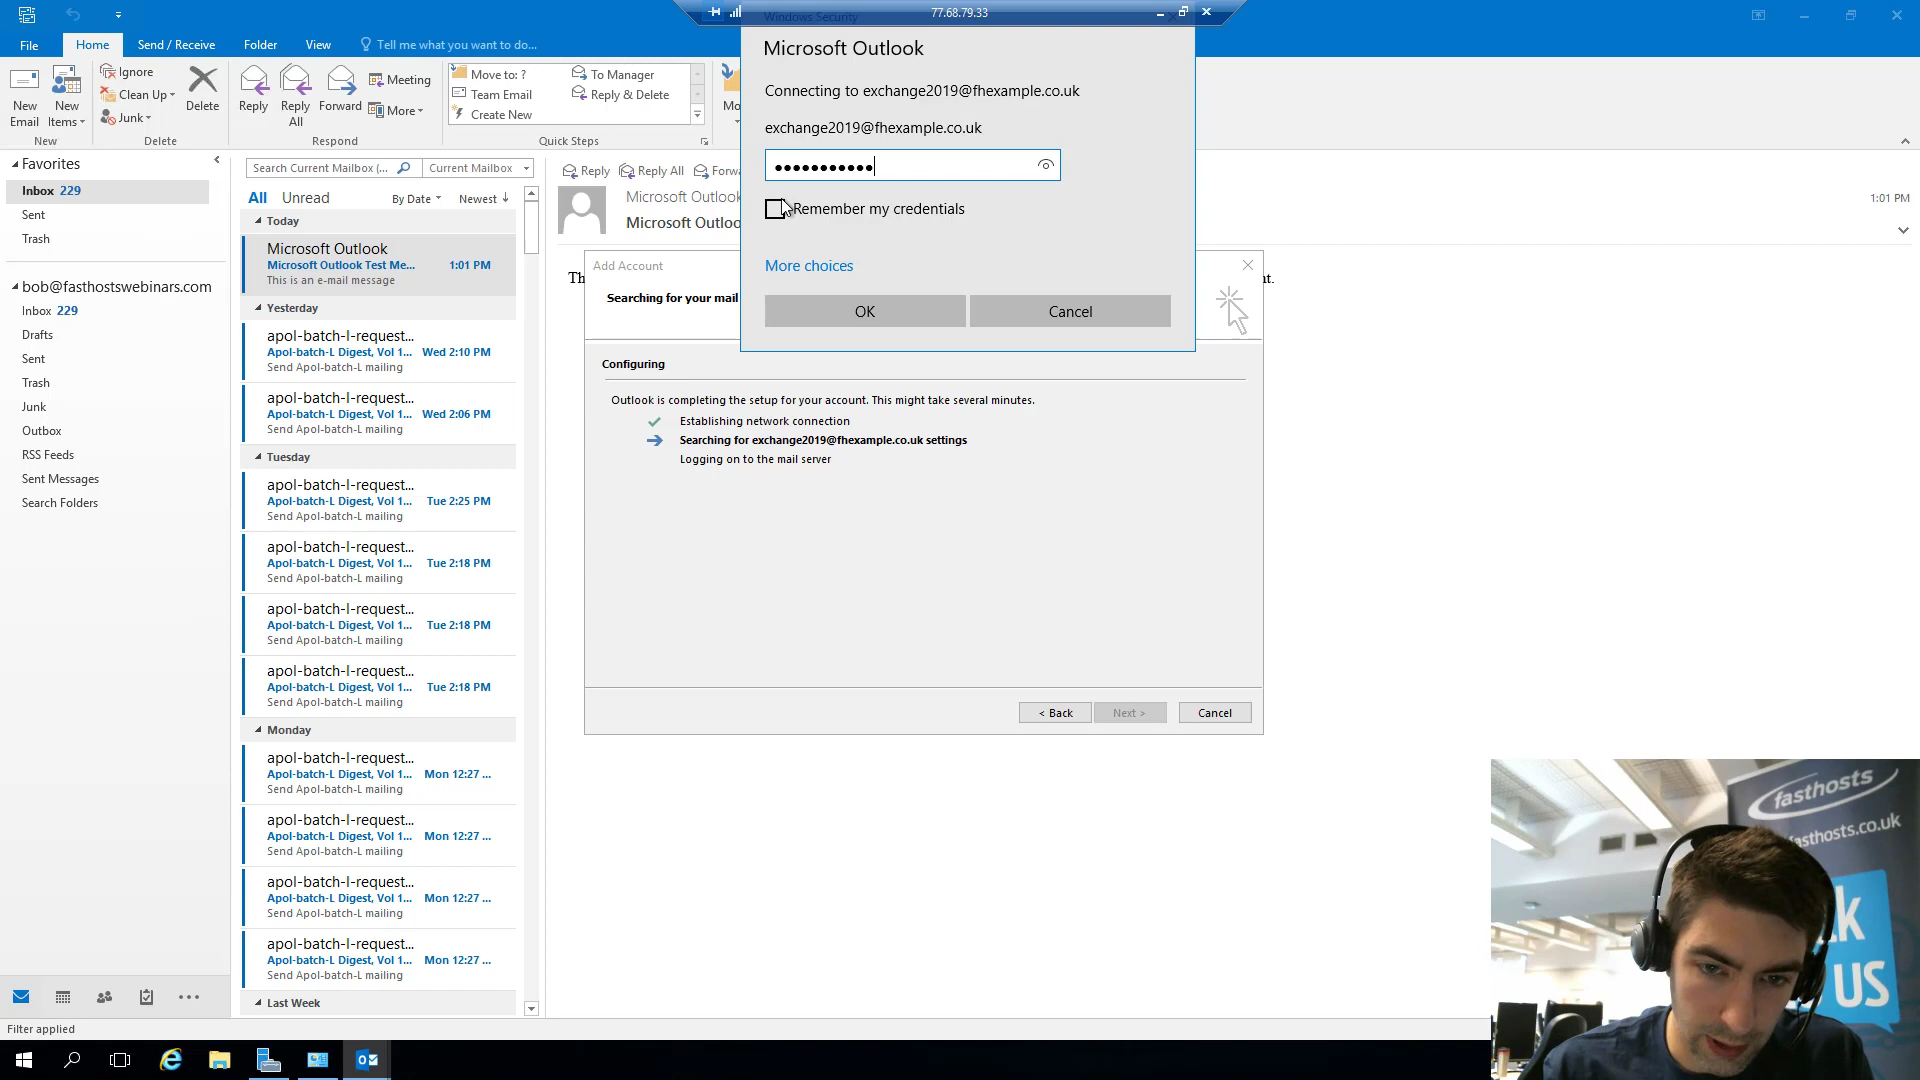 77.68.79.33
File
Home
Send / Receive
Folder
View
Tell me what you want to do...
New Email
New Items
New
Ignore
Clean Up
Junk
Delete
Delete
Reply
Reply All
Forward
Meeting
More
Respond
Move to: ?
Team Email
Create New
To Manager
Reply & Delete
Quick Steps
Mo
Favorites
Inbox 229
Sent
Trash
bob@fasthostswebinars.com
Inbox 229
Drafts
Sent
Trash
Junk
Outbox
RSS Feeds
Sent Messages
Search Folders
Search Current Mailbox (...
Current Mailbox
All
Unread
By Date
Newest
Today
Microsoft Outlook
Microsoft Outlook Test Me... 1:01 PM
This is an e-mail message
Yesterday
apol-batch-l-request...
Apol-batch-L Digest, Vol 1... Wed 2:10 PM
Send Apol-batch-L mailing
apol-batch-l-request...
Apol-batch-L Digest, Vol 1... Wed 2:06 PM
Send Apol-batch-L mailing
Tuesday
apol-batch-l-request...
Apol-batch-L Digest, Vol 1... Tue 2:25 PM
Send Apol-batch-L mailing
apol-batch-l-request...
Apol-batch-L Digest, Vol 1... Tue 2:18 PM
Send Apol-batch-L mailing
apol-batch-l-request...
Apol-batch-L Digest, Vol 1... Tue 2:18 PM
Send Apol-batch-L mailing
apol-batch-l-request...
Apol-batch-L Digest, Vol 1... Tue 2:18 PM
Send Apol-batch-L mailing
Monday
apol-batch-l-request...
Apol-batch-L Digest, Vol 1... Mon 12:27 ...
Send Apol-batch-L mailing
apol-batch-l-request...
Apol-batch-L Digest, Vol 1... Mon 12:27 ...
Send Apol-batch-L mailing
apol-batch-l-request...
Apol-batch-L Digest, Vol 1... Mon 12:27 ...
Send Apol-batch-L mailing
apol-batch-l-request...
Apol-batch-L Digest, Vol 1... Mon 12:27 ...
Send Apol-batch-L mailing
Last Week
Reply
Reply All
Forwa
Microsoft Outlook
Microsoft Outloo
1:01 PM
Th
t.
Windows Security
Microsoft Outlook
Connecting to exchange2019@fhexample.co.uk
exchange2019@fhexample.co.uk
Remember my credentials
More choices
OK
Cancel
Add Account
Searching for your mail
Configuring
Outlook is completing the setup for your account. This might take several minutes.
Establishing network connection
Searching for exchange2019@fhexample.co.uk settings
Logging on to the mail server
< Back
Next >
Cancel
Filter applied
fasthosts
fasthosts.co.uk
k
US